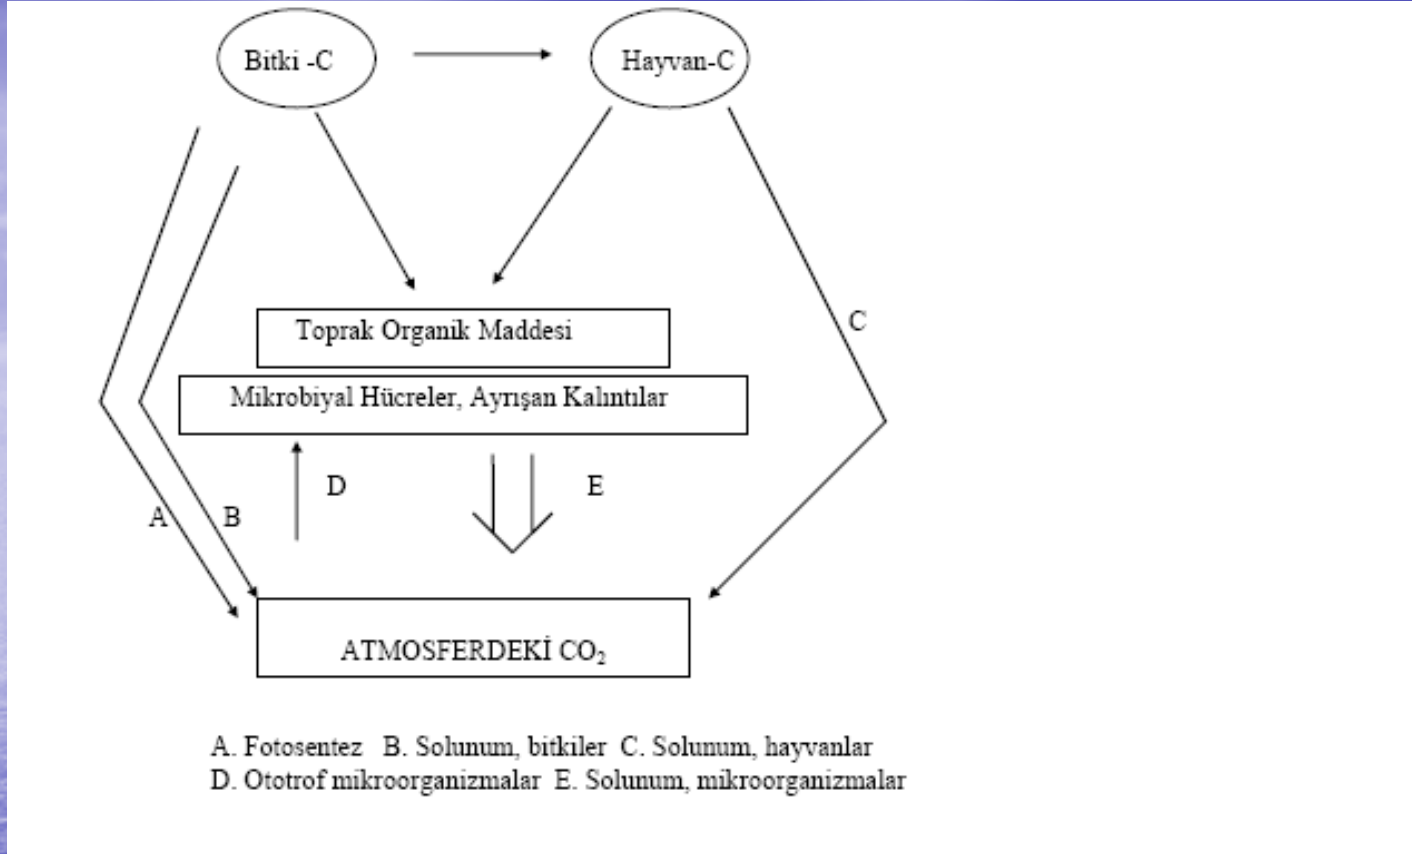 Bitki -C
Hayvan-C
C
Toprak Organik Maddesi
Mikrobiyal Hücreler, Ayrışan Kalıntılar
D
E
A
B
ATMOSFERDEKİ CO₂
A. Fotosentez B. Solunum, bitkiler C. Solunum, hayvanlar
D. Ototrof mikroorganizmalar E. Solunum, mikroorganizmalar